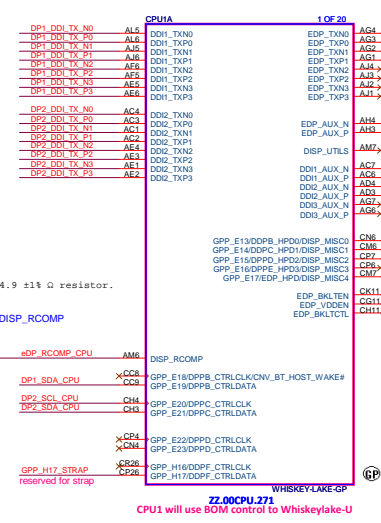 CPU1A 1 OF 20
DP1_DDI_TX_N0 AL5 DDI1_TXN0 EDP_TXN0 AG4
DP1_DDI_TX_P0 AL6 DDI1_TXP0 EDP_TXP0 AG3
DP1_DDI_TX_N1 AJ5 DDI1_TXN1 EDP_TXN1 AG2
DP1_DDI_TX_P1 AJ6 DDI1_TXP1 EDP_TXP1 AG1
DP1_DDI_TX_N2 AF6 DDI1_TXN2 EDP_TXN2 AJ4
DP1_DDI_TX_P2 AF5 DDI1_TXP2 EDP_TXP2 AJ3
DP1_DDI_TX_N3 AE5 DDI1_TXN3 EDP_TXN3 AJ2
DP1_DDI_TX_P3 AE6 DDI1_TXP3 EDP_TXP3 AJ1
DP2_DDI_TX_N0 AC4 DDI2_TXN0 EDP_AUX_N AH4
DP2_DDI_TX_P0 AC3 DDI2_TXP0 EDP_AUX_P AH3
DP2_DDI_TX_N1 AC1 DDI2_TXN1
DP2_DDI_TX_P1 AC2 DDI2_TXP1
DP2_DDI_TX_N2 AE4 DDI2_TXN2 DISP_UTILS AM7
DP2_DDI_TX_P2 AE3 DDI2_TXP2
DP2_DDI_TX_N3 AE1 DDI2_TXN3 DDI1_AUX_N AC7
DP2_DDI_TX_P3 AE2 DDI2_TXP3 DDI1_AUX_P AC6
DDI2_AUX_N AD4
DDI2_AUX_P AD3
DDI3_AUX_N AG7
DDI3_AUX_P AG6
GPP_E13/DDPB_HPD0/DISP_MISC0 CN6
GPP_E14/DDPC_HPD1/DISP_MISC1 CM6
GPP_E15/DPPD_HPD2/DISP_MISC2 CP7
GPP_E16/DPPE_HPD3/DISP_MISC3 CP6
GPP_E17/EDP_HPD/DISP_MISC4 CM7
4.9 ±1% Ω resistor.
EDP_BKLTEN CK11
EDP_VDDEN CG11
EDP_BKLTCTL CH11
DISP_RCOMP
eDP_RCOMP_CPU AM6 DISP_RCOMP
CC8 GPP_E18/DPPB_CTRLCLK/CNV_BT_HOST_WAKE#
DP1_SDA_CPU CC9 GPP_E19/DPPB_CTRLDATA
DP2_SCL_CPU CH4 GPP_E20/DPPC_CTRLCLK
DP2_SDA_CPU CH3 GPP_E21/DPPC_CTRLDATA
CP4 GPP_E22/DPPD_CTRLCLK
CN4 GPP_E23/DPPD_CTRLDATA
CR26 GPP_H16/DDPF_CTRLCLK
GPP_H17_STRAP CP26 GPP_H17/DDPF_CTRLDATA
reserved for strap GP
WHISKEY-LAKE-GP
ZZ.00CPU.271
CPU1 will use BOM control to Whiskeylake-U